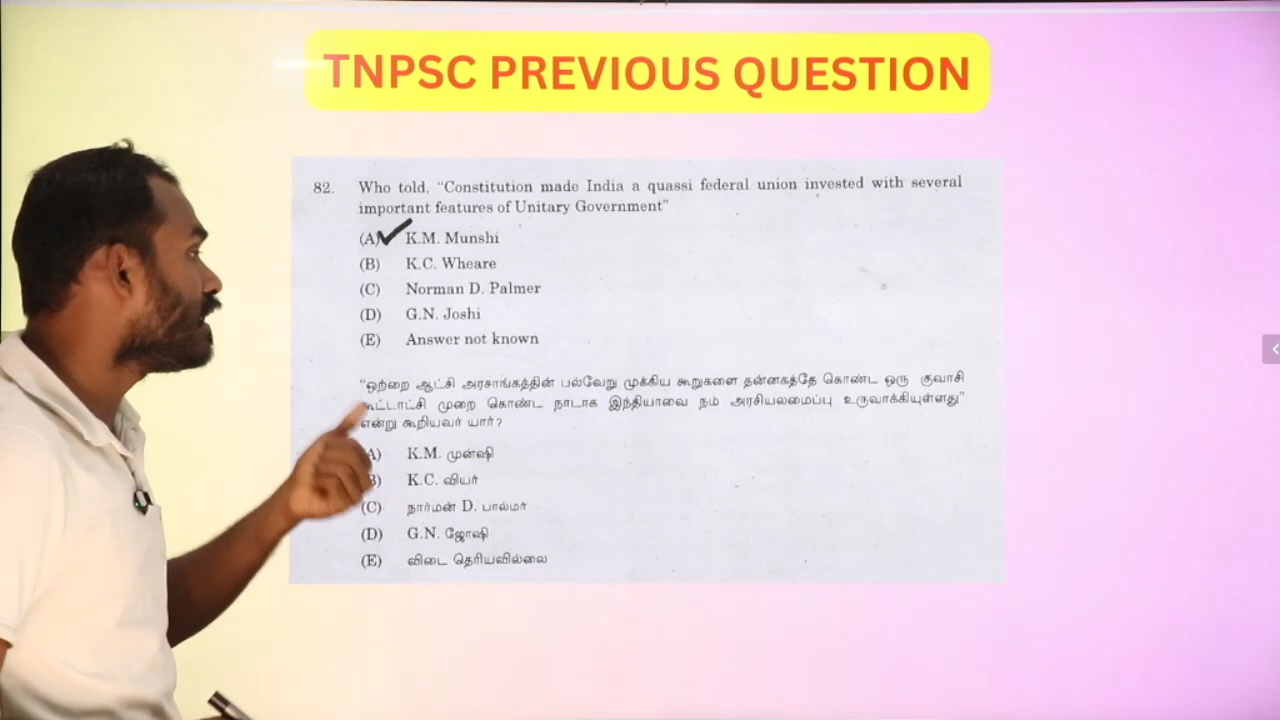 TNPSC PREVIOUS QUESTION
82. Who told, “Constitution made India a quassi federal union invested with several
important features of Unitary Government”
(A) K.M. Munshi
(B) K.C. Wheare
(C) Norman D. Palmer
(D) G.N. Joshi
(E) Answer not known
“ஒற்றை ஆட்சி அரசாங்கத்தின் பல்வேறு முக்கிய கூறுகளை தன்னகத்தே கொண்ட ஒரு குவாசி
கூட்டாட்சி முறை கொண்ட நாடாக இந்தியாவை நம் அரசியலமைப்பு உருவாக்கியுள்ளது”
என்று கூறியவர் யார்?
A) K.M. முன்ஷி
B) K.C. வியர்
(C) நார்மன் D. பால்மர்
(D) G.N. ஜோஷி
(E) விடை தெரியவில்லை